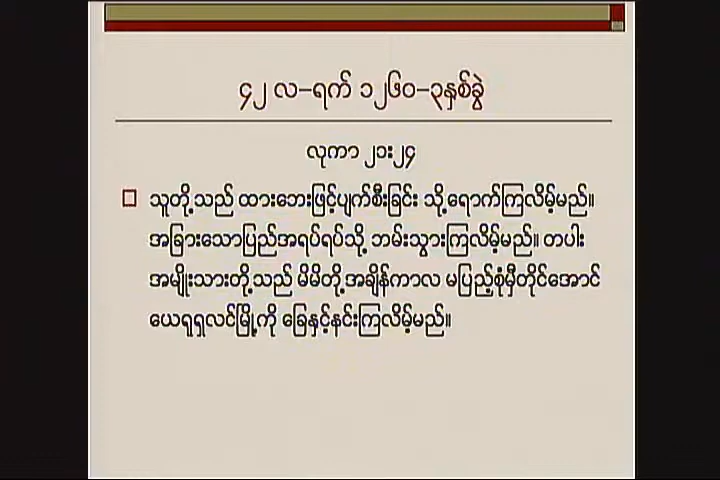 ၄၂ လ-ရက် ၁၂၆၀-၃နှစ်ခွဲ
လုကာ ၂၁း၂၄
သူတို့သည် ထားဘေးဖြင့်ပျက်စီးခြင်း သို့ရောက်ကြလိမ့်မည်။
အခြားသောပြည်အရပ်ရပ်သို့ ဘမ်းသွားကြလိမ့်မည်။ တပါး
အမျိုးသားတို့သည် မိမိတို့အချိန်ကာလ မပြည့်စုံမှီတိုင်အောင်
ယေရူရှလင်မြို့ကို ခြေနှင့်နင်းကြလိမ့်မည်။